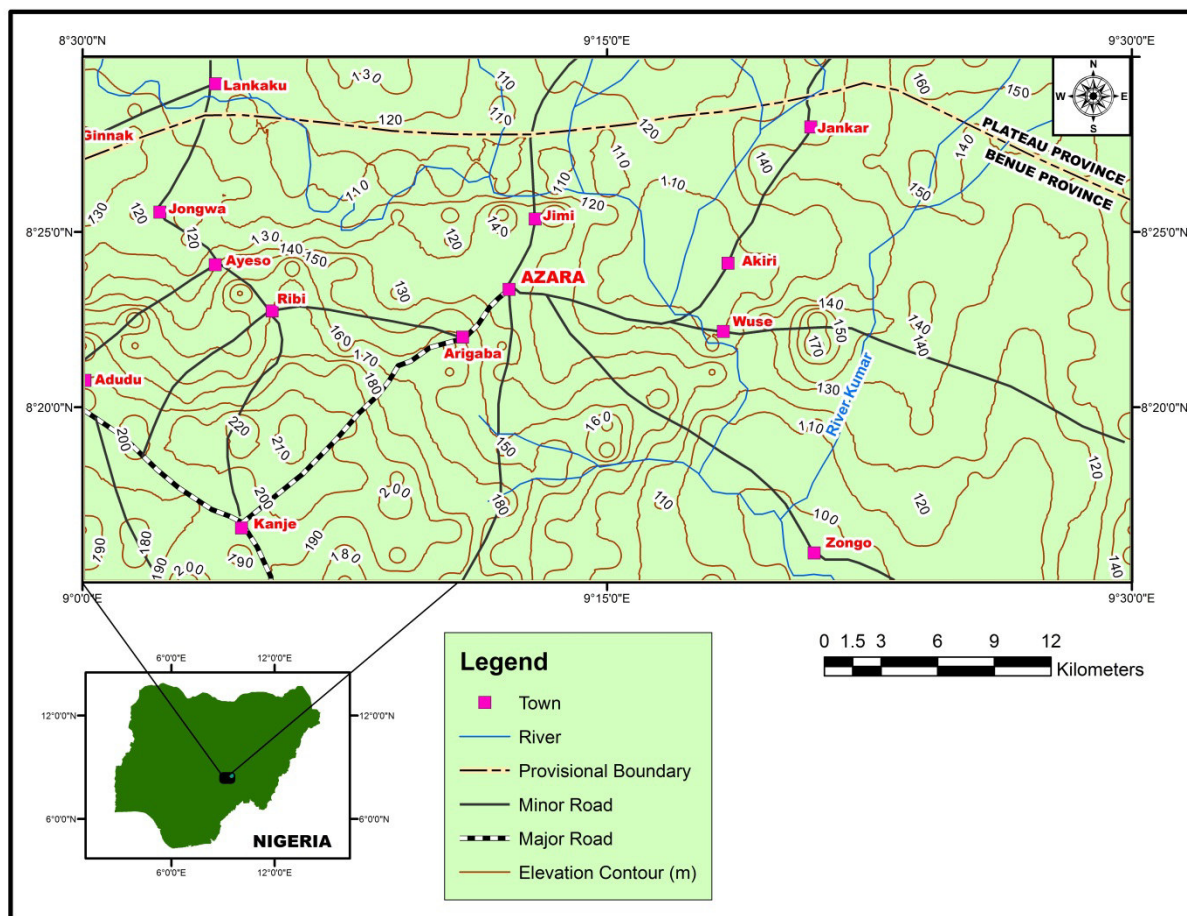 8°30'0"N
9°15'0"E
9°30'0"E
130
110
160
150
N
W
E
S
Lankaku
110
120
120
Ginnak
Jankar
140
PLATEAU PROVINCE
BENUE PROVINCE
110
140
110
110
110
150
130
120
Jongwa
120
140
Jimi
8°25'0"N
8°25'0"N
120
120
130
140
150
Ayeso
Akiri
AZARA
130
Ribi
140
150
170
Wuse
140
140
160
170
180
Arigaba
Adudu
130
8°20'0"N
8°20'0"N
River Kumar
110
200
220
210
160
150
120
200
200
180
110
120
100
Kanje
Zongo
190
180
190
200
190
190
180
140
9°0'0"E
9°15'0"E
9°30'0"E
Legend
Town
River
Provisional Boundary
Minor Road
Major Road
Elevation Contour (m)
0 1.5 3 6 9 12
Kilometers
6°0'0"E
12°0'0"E
12°0'0"N
12°0'0"N
6°0'0"N
6°0'0"N
NIGERIA
6°0'0"E
12°0'0"E